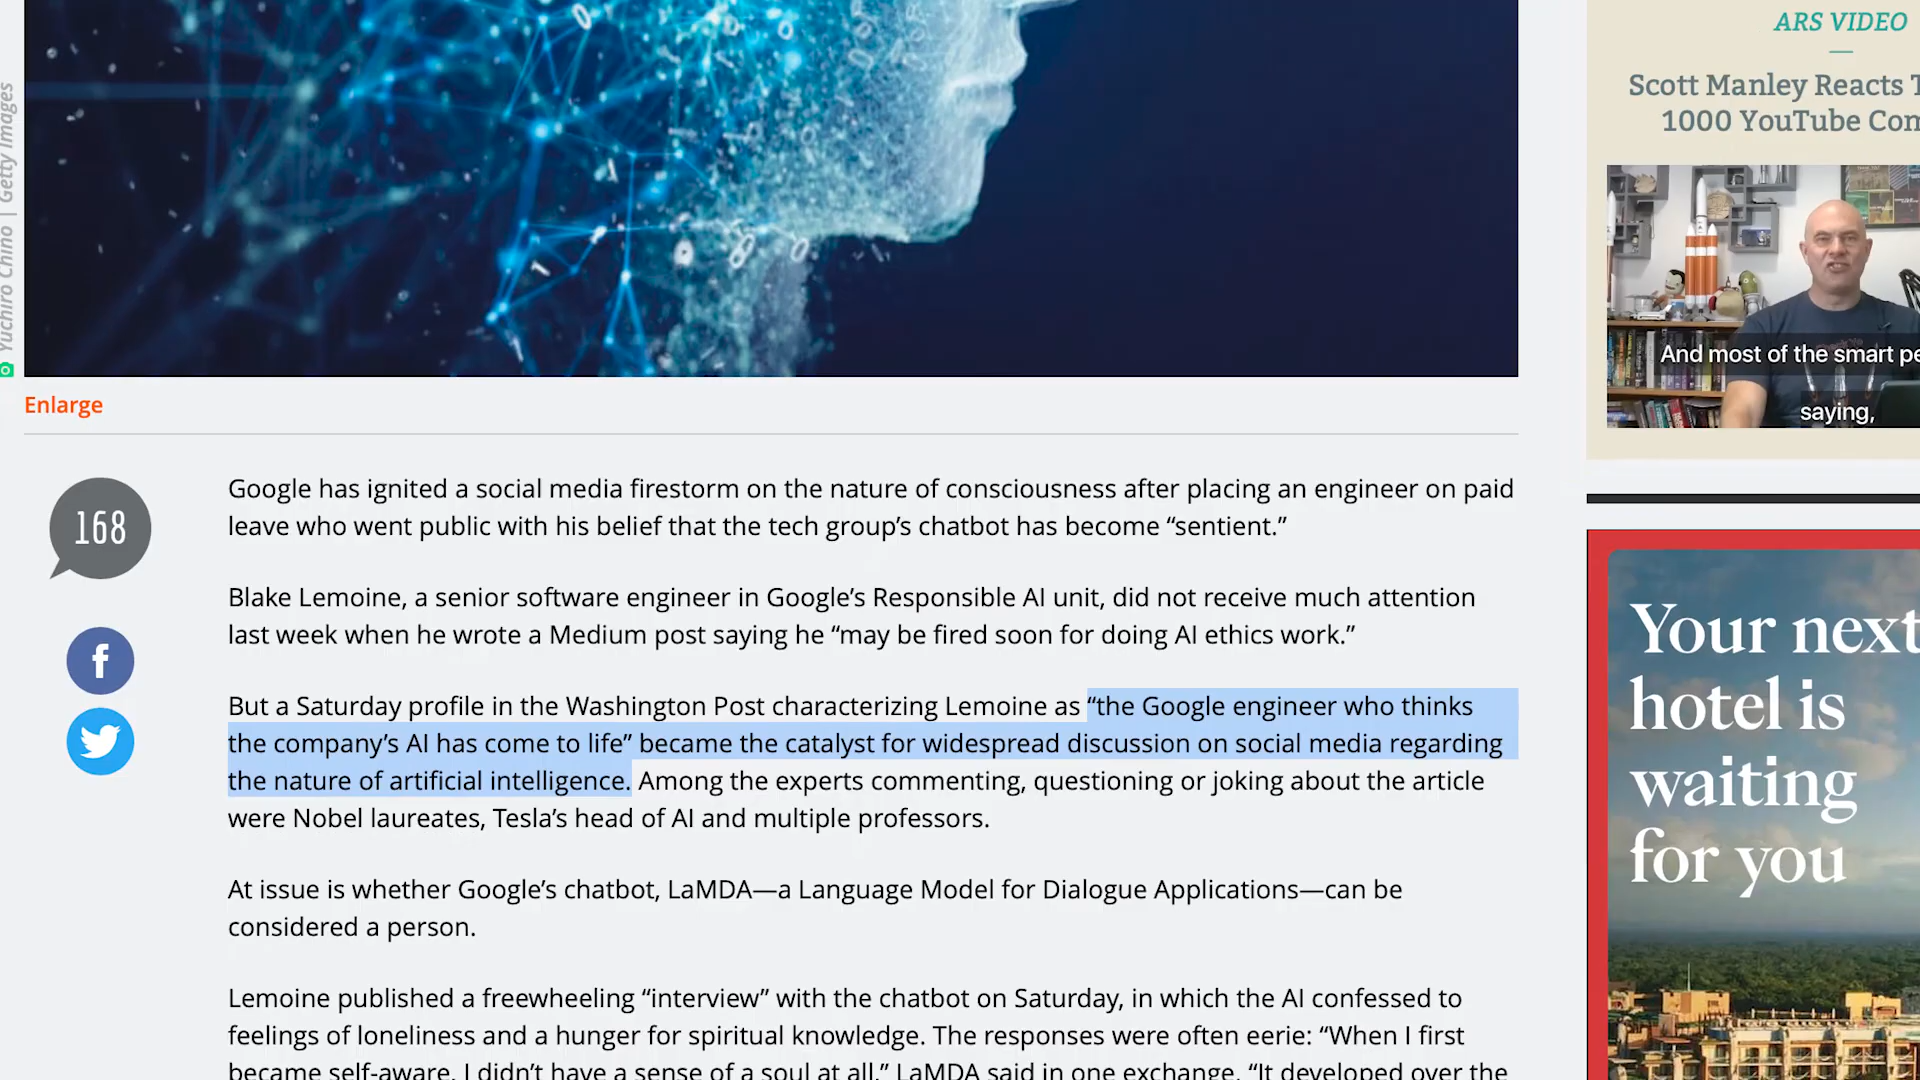 Yuchiro Chino | Getty Images
Enlarge
168
Google has ignited a social media firestorm on the nature of consciousness after placing an engineer on paid
leave who went public with his belief that the tech group’s chatbot has become “sentient.”
Blake Lemoine, a senior software engineer in Google’s Responsible AI unit, did not receive much attention
last week when he wrote a Medium post saying he “may be fired soon for doing AI ethics work.”
But a Saturday profile in the Washington Post characterizing Lemoine as “the Google engineer who thinks
the company’s AI has come to life” became the catalyst for widespread discussion on social media regarding
the nature of artificial intelligence. Among the experts commenting, questioning or joking about the article
were Nobel laureates, Tesla’s head of AI and multiple professors.
At issue is whether Google’s chatbot, LaMDA—a Language Model for Dialogue Applications—can be
considered a person.
Lemoine published a freewheeling “interview” with the chatbot on Saturday, in which the AI confessed to
feelings of loneliness and a hunger for spiritual knowledge. The responses were often eerie: “When I first
became self-aware, I didn’t have a sense of a soul at all,” LaMDA said in one exchange. “It developed over the
ARS VIDEO
Scott Manley Reacts
1000 YouTube
And most of the smart
saying,
Your next
hotel is
waiting
for you